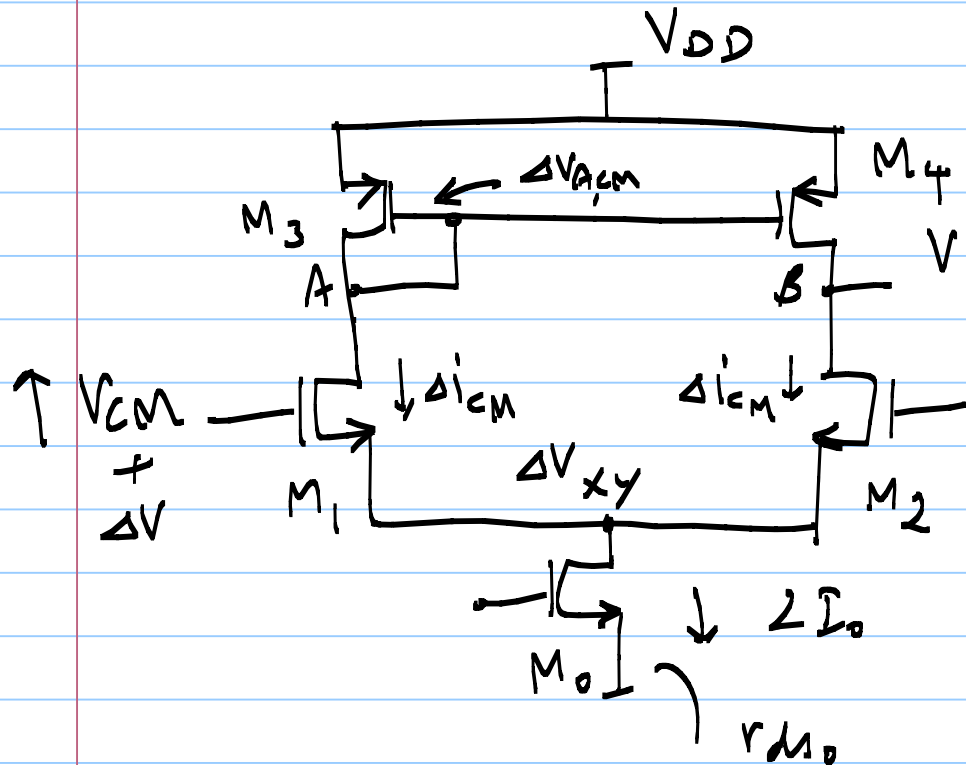 VDD
ΔVA,CM
M4
M3
V
A
B
VCM
+
ΔV
ΔiCM
ΔiCM
ΔVxy
M1
M2
2I0
M0
rds0